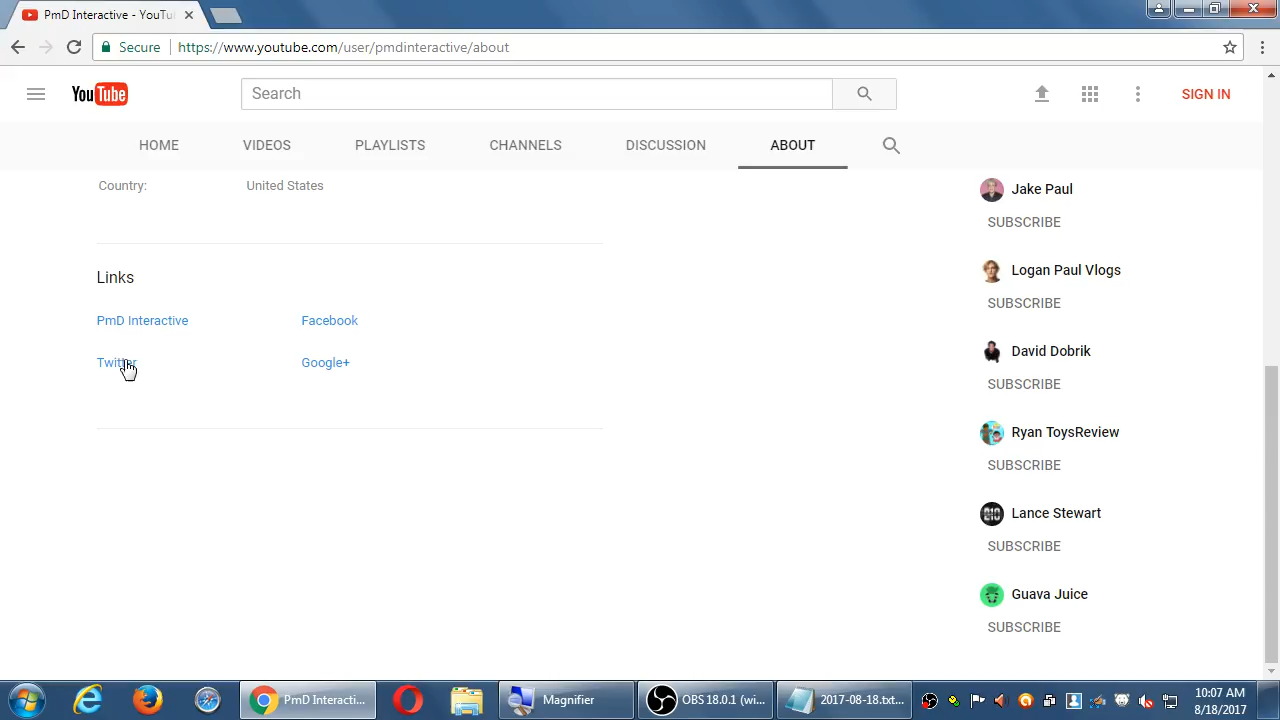 PmD Interactive - YouTu
Secure
https://www.youtube.com/user/pmdinteractive/about
YouTube
Search
SIGN IN
HOME
VIDEOS
PLAYLISTS
CHANNELS
DISCUSSION
ABOUT
Country:
United States
Links
PmD Interactive
Facebook
Twitter
Google+
Jake Paul
SUBSCRIBE
Logan Paul Vlogs
SUBSCRIBE
David Dobrik
SUBSCRIBE
Ryan ToysReview
SUBSCRIBE
Lance Stewart
SUBSCRIBE
Guava Juice
SUBSCRIBE
PmD Interacti...
Magnifier
OBS 18.0.1 (wi...
2017-08-18.txt...
10:07 AM
8/18/2017